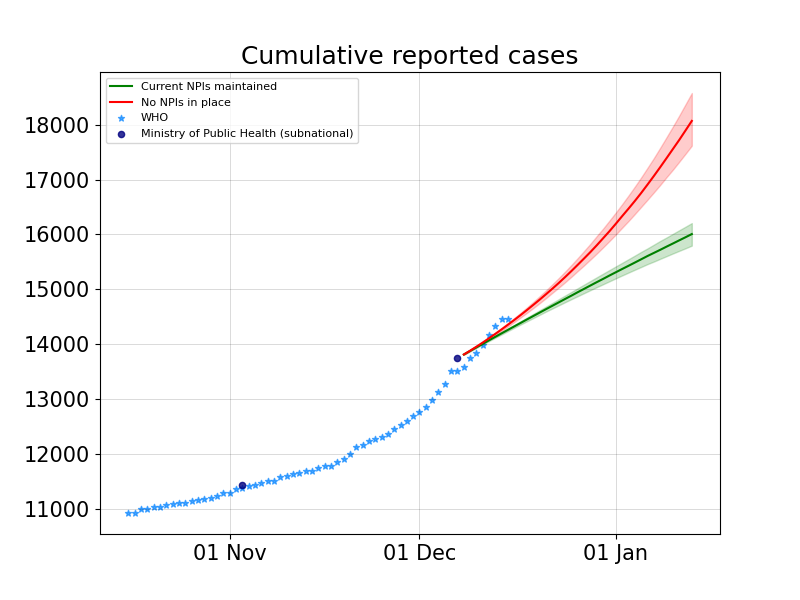 Cumulative reported cases
Current NPIs maintained
No NPIs in place
WHO
Ministry of Public Health (subnational)
18000
17000
16000
15000
14000
13000
12000
11000
01 Nov
01 Dec
01 Jan